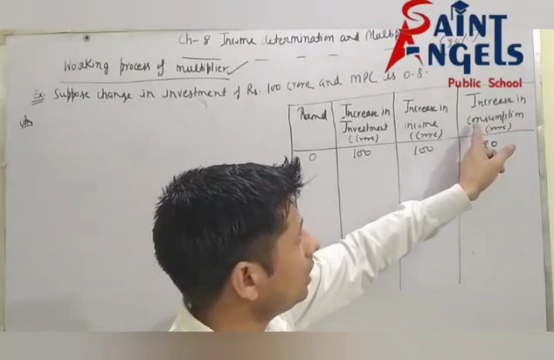 SAINT
ANGELS
Public School
Ch-8 Income determination and
Working process of multiplier
Ex: Suppose change in investment of Rs. 100 crore and MPC is 0.8.
Round
Increase in
Investment
(Crore)
Increase in
income
(Crore)
Increase in
Consumption
(Crore)
0 100 100 80